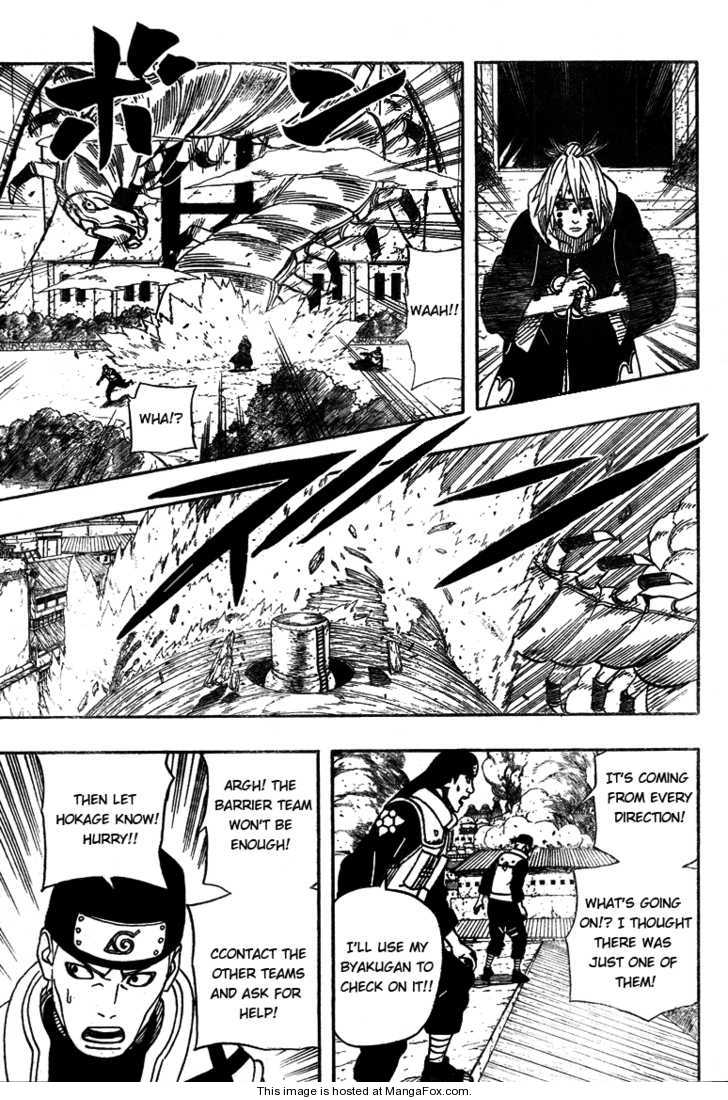 ボン
WAAH!!
WHA!?
ズズン
IT'S COMING
FROM EVERY
DIRECTION!
WHAT'S GOING
ON!? I THOUGHT
THERE WAS
JUST ONE OF
THEM!
I'LL USE MY
BYAKUGAN TO
CHECK ON IT!!
ARGH! THE
BARRIER TEAM
WON'T BE
ENOUGH!
THEN LET
HOKAGE KNOW!
HURRY!!
CCONTACT THE
OTHER TEAMS
AND ASK FOR
HELP!
This image is hosted at MangaFox.com.